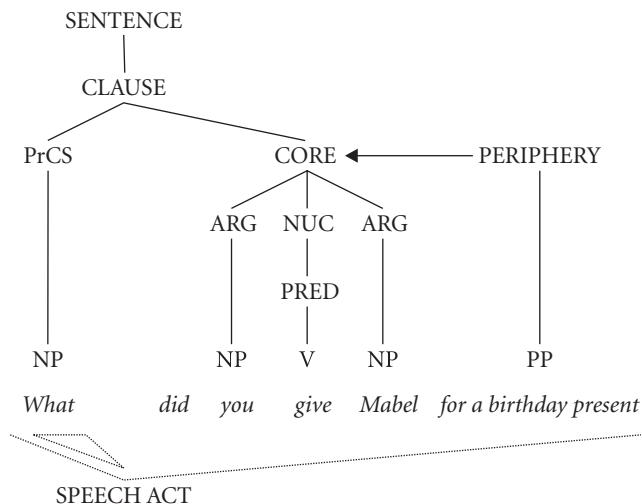 SENTENCE
CLAUSE
PrCS CORE PERIPHERY
ARG NUC ARG
PRED
NP NP V NP PP
What did you give Mabel for a birthday present
SPEECH ACT